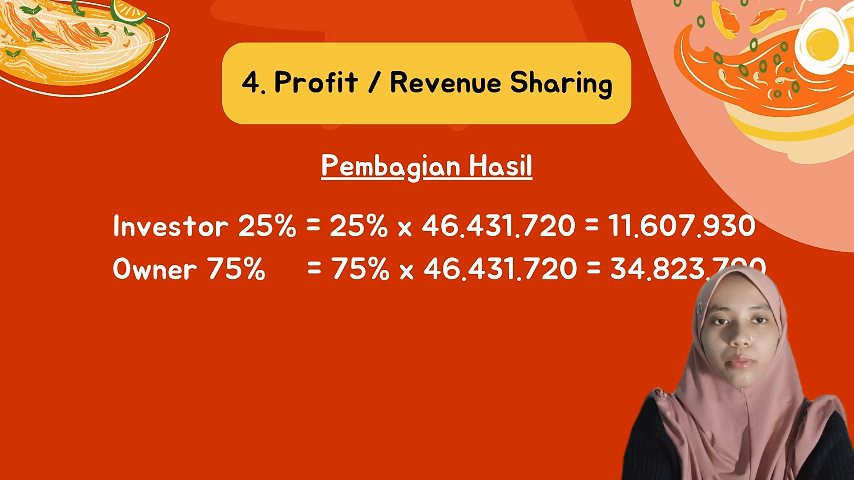 4. Profit / Revenue Sharing
Pembagian Hasil
Investor 25% = 25% x 46.431.720 = 11.607.930
Owner 75% = 75% x 46.431.720 = 34.823.790